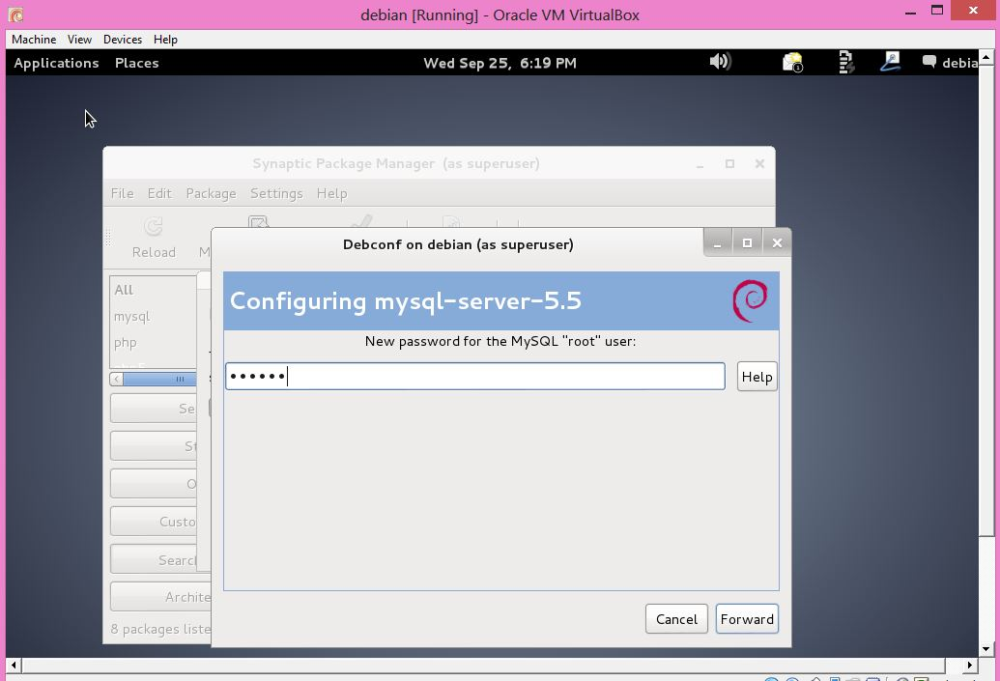 debian [Running] - Oracle VM VirtualBox
Machine View Devices Help
Applications Places Wed Sep 25, 6:19 PM debia
Synaptic Package Manager (as superuser)
File Edit Package Settings Help
Reload M
Debconf on debian (as superuser)
All
mysql
php
Configuring mysql-server-5.5
New password for the MySQL "root" user:
••••••
Help
Se
St
O
Custo
Search
Archite
8 packages liste
Cancel Forward